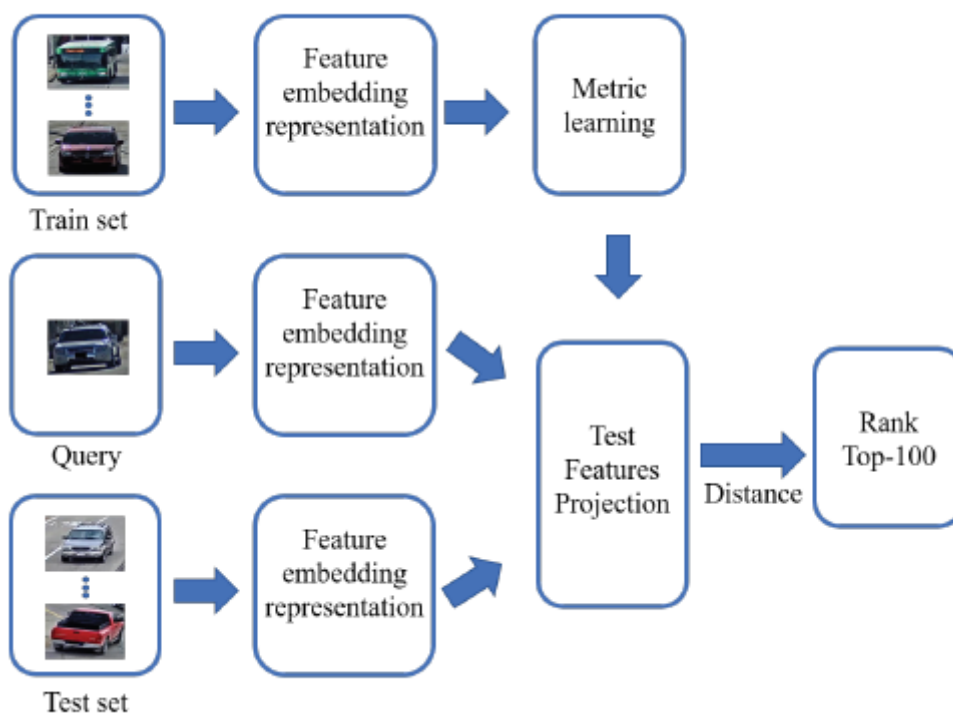 Feature
embedding
representation
Metric
learning
Train set
Feature
embedding
representation
Query
Test
Features
Projection
Distance
Rank
Top-100
Feature
embedding
representation
Test set